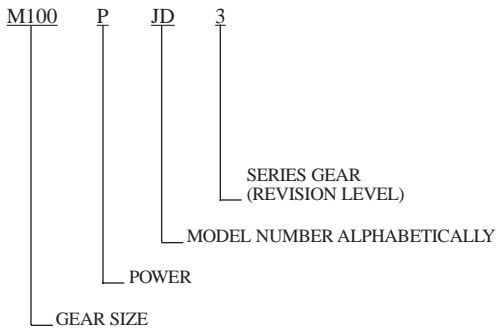 M100 P JD 3
SERIES GEAR
(REVISION LEVEL)
MODEL NUMBER ALPHABETICALLY
POWER
GEAR SIZE